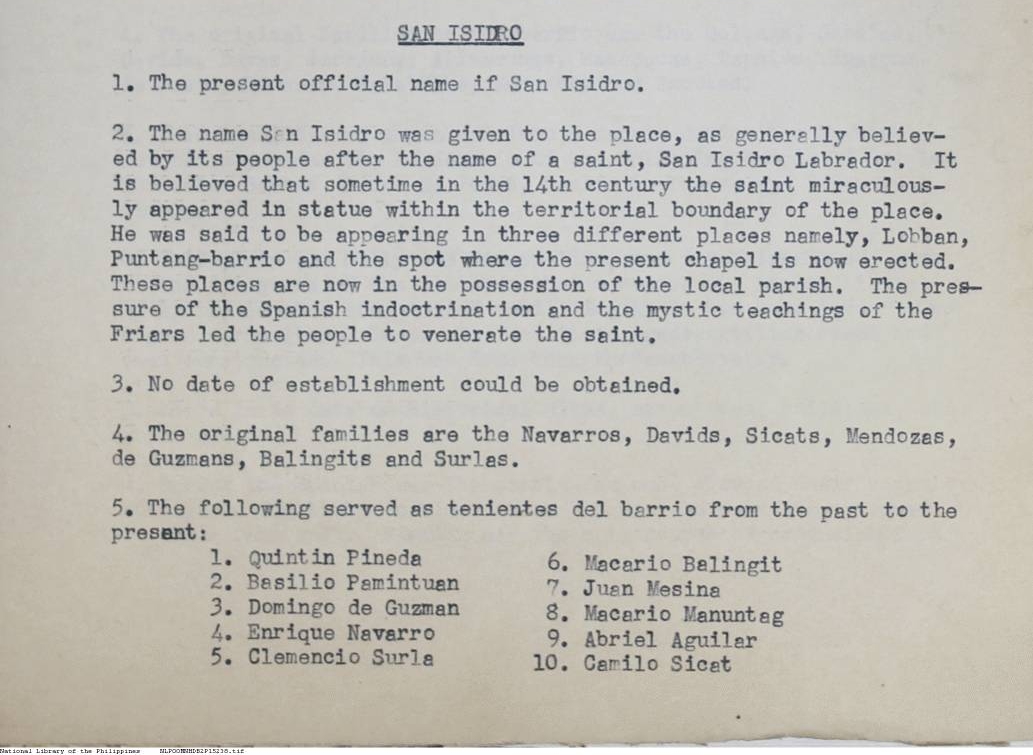 SAN ISIDRO
1. The present official name if San Isidro.
2. The name San Isidro was given to the place, as generally believ-
ed by its people after the name of a saint, San Isidro Labrador. It
is believed that sometime in the 14th century the saint miraculous-
ly appeared in statue within the territorial boundary of the place.
He was said to be appearing in three different places namely, Lobban,
Puntang-barrio and the spot where the present chapel is now erected.
These places are now in the possession of the local parish. The pres-
sure of the Spanish indoctrination and the mystic teachings of the
Friars led the people to venerate the saint.
3. No date of establishment could be obtained.
4. The original families are the Navarros, Davids, Sicats, Mendozas,
de Guzmans, Balingits and Surlas.
5. The following served as tenientes del barrio from the past to the
present:
1. Quintin Pineda
2. Basilio Pamintuan
3. Domingo de Guzman
4. Enrique Navarro
5. Clemencio Surla
6. Macario Balingit
7. Juan Mesina
8. Macario Manuntag
9. Abriel Aguilar
10. Camilo Sicat
National Library of the Philippines NLPOOMNHDB2P15238.tif